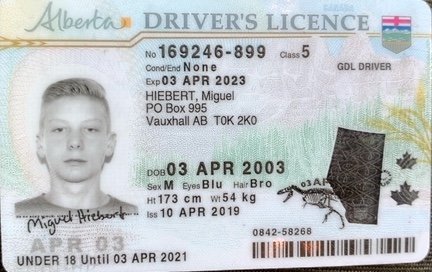 Alberta DRIVER'S LICENCE
No 169246-899 Class 5
Cond/End None GDL DRIVER
Exp 03 APR 2023
HIEBERT, Miguel
PO Box 995
Vauxhall AB T0K 2K0
DOB 03 APR 2003
Sex M Eyes Blu Hair Bro
Ht 173 cm Wt 54 kg
Iss 10 APR 2019
Miguel Hiebert
APR 03
0842-58268
UNDER 18 Until 03 APR 2021